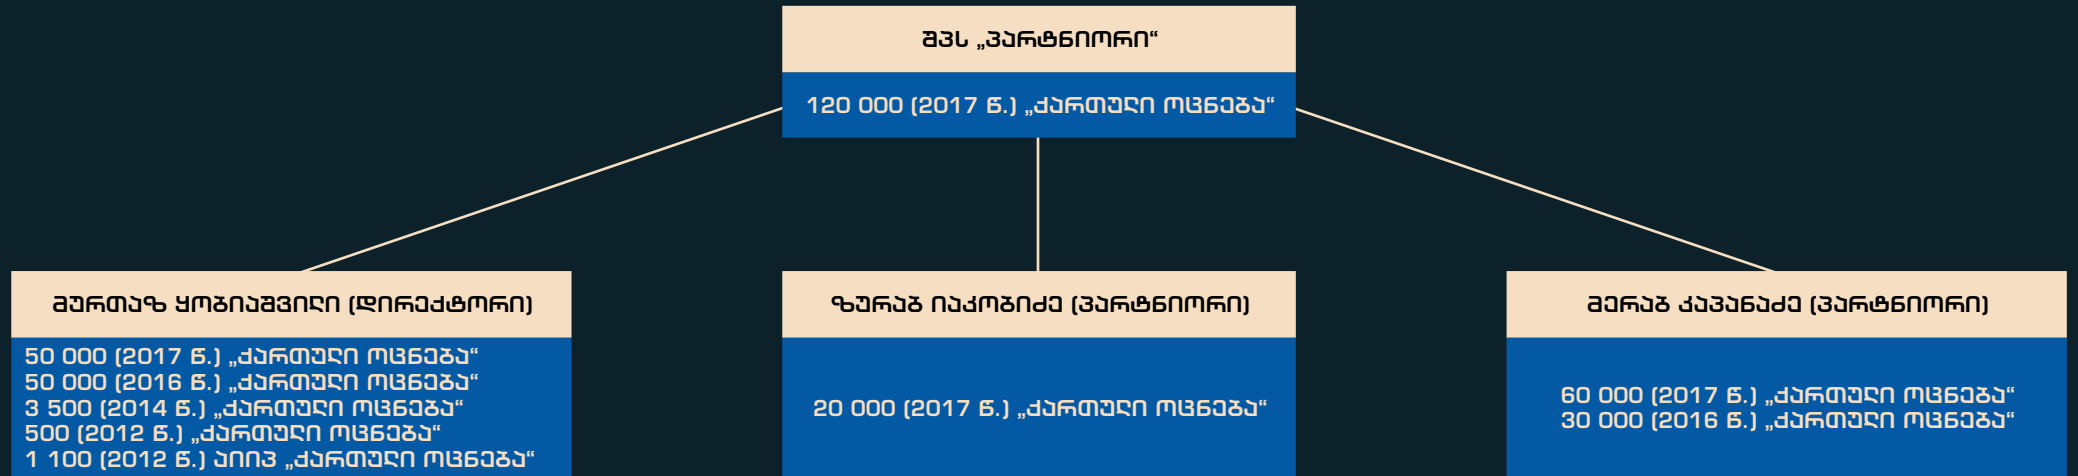 შპს „პარტნიორი“
120 000 (2017 წ.) „ქართული ოცნება“
მურთაზ ყობიაშვილი (დირექტორი)
50 000 (2017 წ.) „ქართული ოცნება“
50 000 (2016 წ.) „ქართული ოცნება“
3 500 (2014 წ.) „ქართული ოცნება“
500 (2012 წ.) „ქართული ოცნება“
1 100 (2012 წ.) აიიპ „ქართული ოცნება“
ზურაბ იაკობიძე (პარტნიორი)
20 000 (2017 წ.) „ქართული ოცნება“
მერაბ კაპანაძე (პარტნიორი)
60 000 (2017 წ.) „ქართული ოცნება“
30 000 (2016 წ.) „ქართული ოცნება“